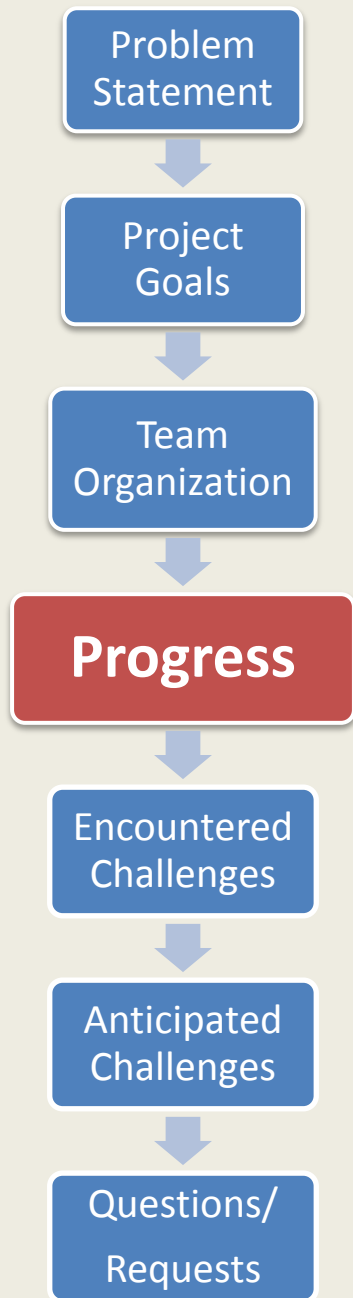 Problem
Statement
Project
Goals
Team
Organization
Progress
Encountered
Challenges
Anticipated
Challenges
Questions/
Requests